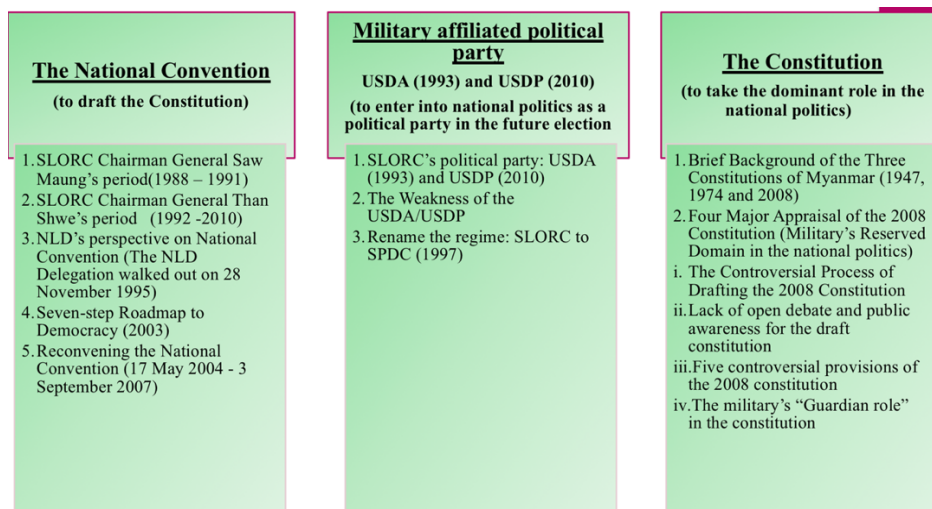 The National Convention
(to draft the Constitution)
1. SLORC Chairman General Saw
Maung's period(1988 – 1991)
2. SLORC Chairman General Than
Shwe's period (1992 -2010)
3. NLD's perspective on National
Convention (The NLD
Delegation walked out on 28
November 1995)
4. Seven-step Roadmap to
Democracy (2003)
5. Reconvening the National
Convention (17 May 2004 - 3
September 2007)
Military affiliated political
party
USDA (1993) and USDP (2010)
(to enter into national politics as a
political party in the future election
1. SLORC's political party: USDA
(1993) and USDP (2010)
2. The Weakness of the
USDA/USDP
3. Rename the regime: SLORC to
SPDC (1997)
The Constitution
(to take the dominant role in the
national politics)
1. Brief Background of the Three
Constitutions of Myanmar (1947,
1974 and 2008)
2. Four Major Appraisal of the 2008
Constitution (Military's Reserved
Domain in the national politics)
i. The Controversial Process of
Drafting the 2008 Constitution
ii. Lack of open debate and public
awareness for the draft
constitution
iii. Five controversial provisions of
the 2008 constitution
iv. The military's “Guardian role”
in the constitution